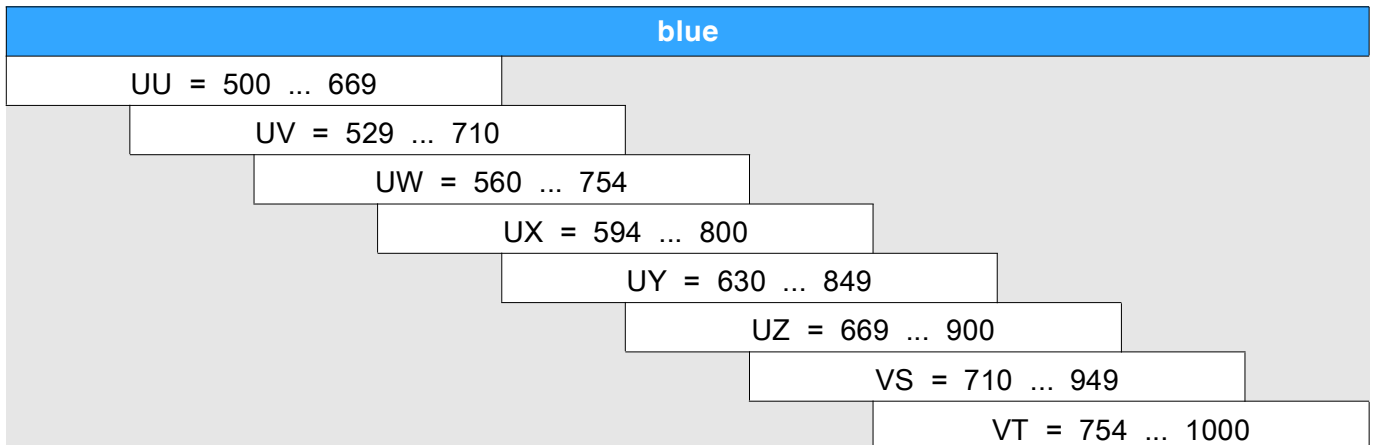 blue
UU = 500 ... 669
UV = 529 ... 710
UW = 560 ... 754
UX = 594 ... 800
UY = 630 ... 849
UZ = 669 ... 900
VS = 710 ... 949
VT = 754 ... 1000